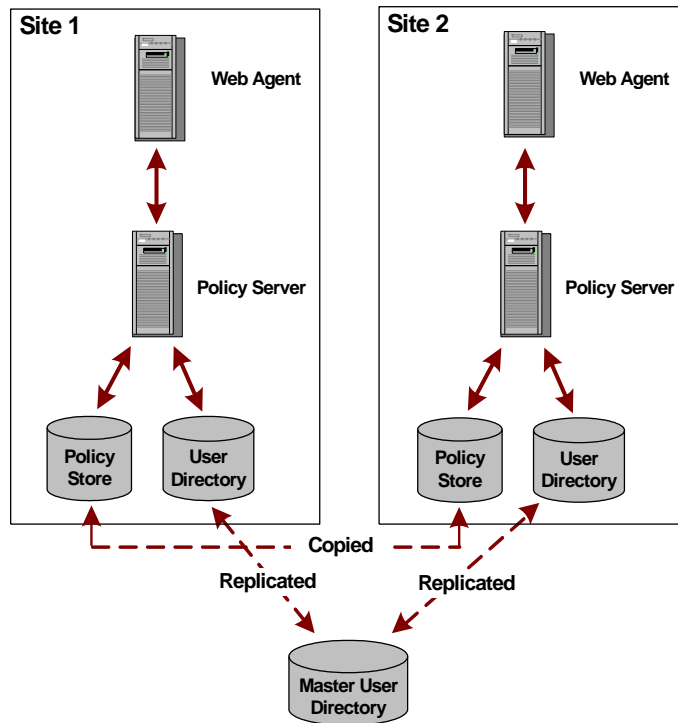 Site 1
Web Agent
Policy Server
Policy
Store
User
Directory
Site 2
Web Agent
Policy Server
Policy
Store
User
Directory
Copied
Replicated
Replicated
Master User
Directory